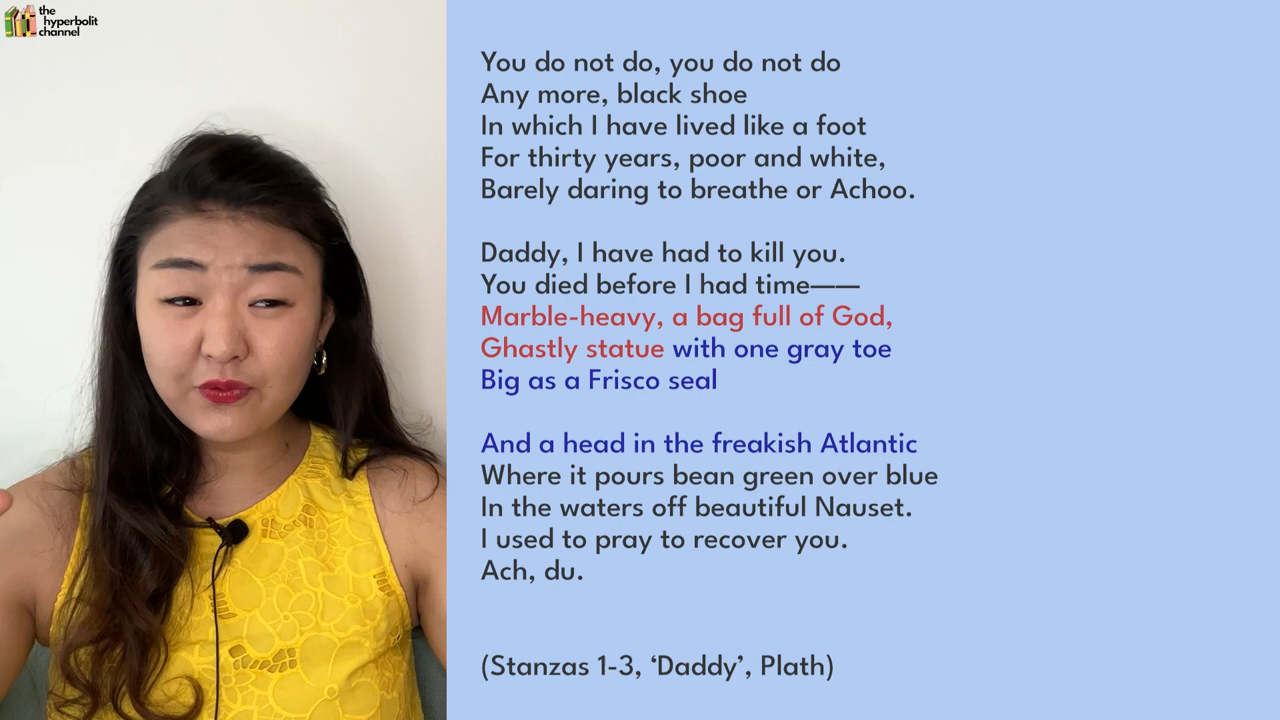 the
hyperbolit
channel
You do not do, you do not do
Any more, black shoe
In which I have lived like a foot
For thirty years, poor and white,
Barely daring to breathe or Achoo.
Daddy, I have had to kill you.
You died before I had time——
Marble-heavy, a bag full of God,
Ghastly statue with one gray toe
Big as a Frisco seal
And a head in the freakish Atlantic
Where it pours bean green over blue
In the waters off beautiful Nauset.
I used to pray to recover you.
Ach, du.
(Stanzas 1-3, ‘Daddy’, Plath)